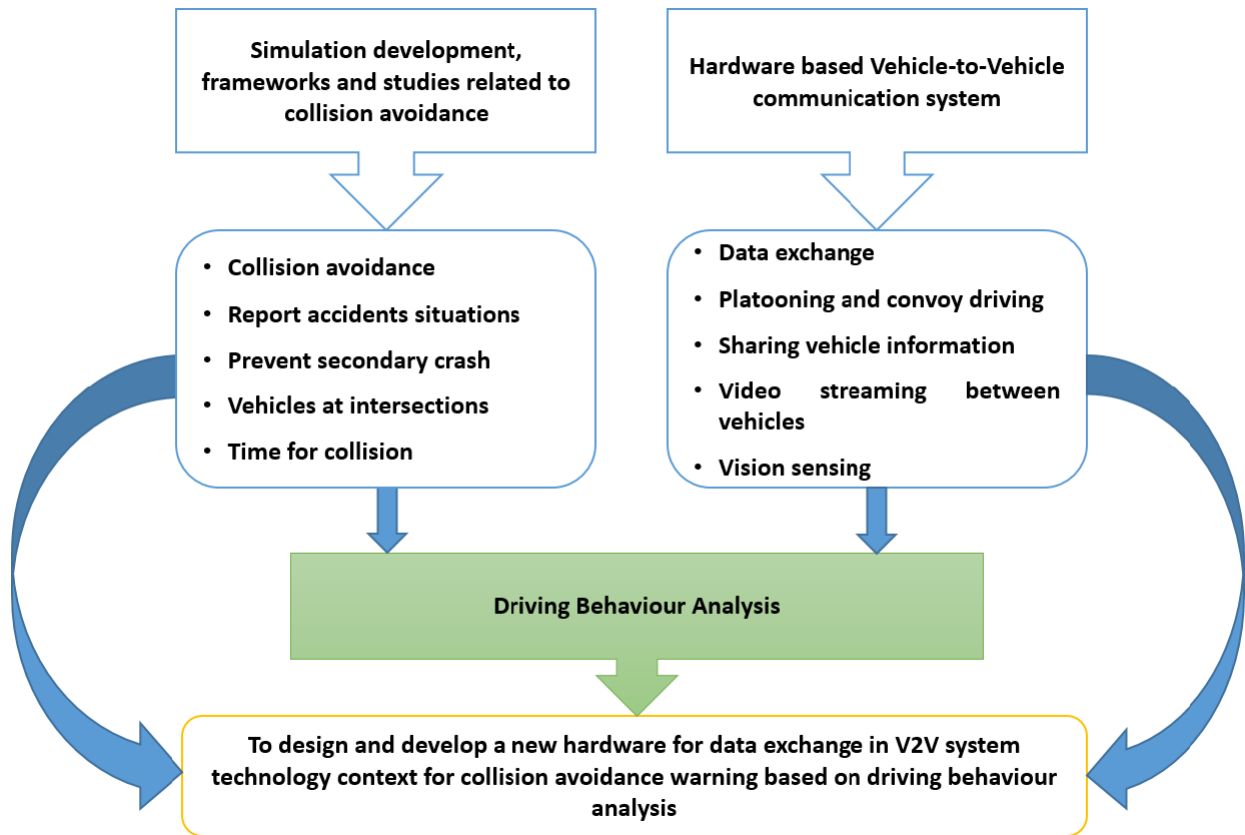 Simulation development,
frameworks and studies related to
collision avoidance
Hardware based Vehicle-to-Vehicle
communication system
• Collision avoidance
• Report accidents situations
• Prevent secondary crash
• Vehicles at intersections
• Time for collision
• Data exchange
• Platooning and convoy driving
• Sharing vehicle information
• Video streaming between
vehicles
• Vision sensing
Driving Behaviour Analysis
To design and develop a new hardware for data exchange in V2V system
technology context for collision avoidance warning based on driving behaviour
analysis